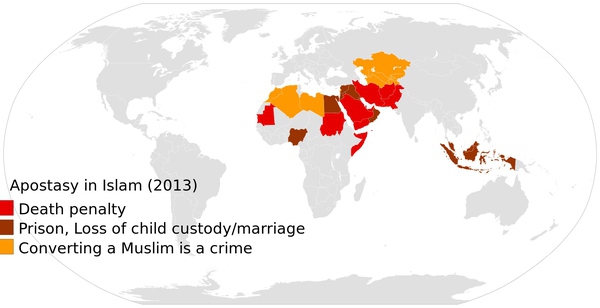 Apostasy in Islam (2013)
Death penalty
Prison, Loss of child custody/marriage
Converting a Muslim is a crime